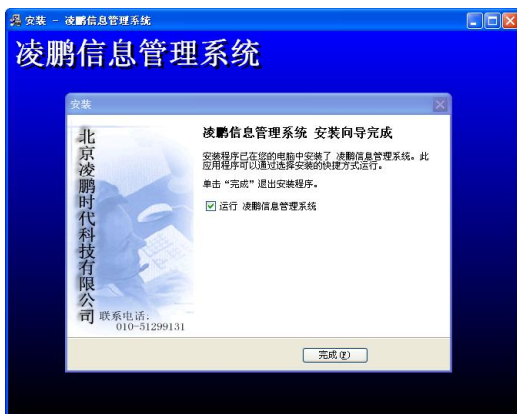 安装 - 凌鹏信息管理系统
凌鹏信息管理系统
安装
北京凌鹏时代科技有限公司
联系电话:
010-51299131
凌鹏信息管理系统 安装向导完成
安装程序已在您的电脑中安装了 凌鹏信息管理系统。此
应用程序可以通过选择安装的快捷方式运行。
单击“完成”退出安装程序。
运行 凌鹏信息管理系统
完成(F)